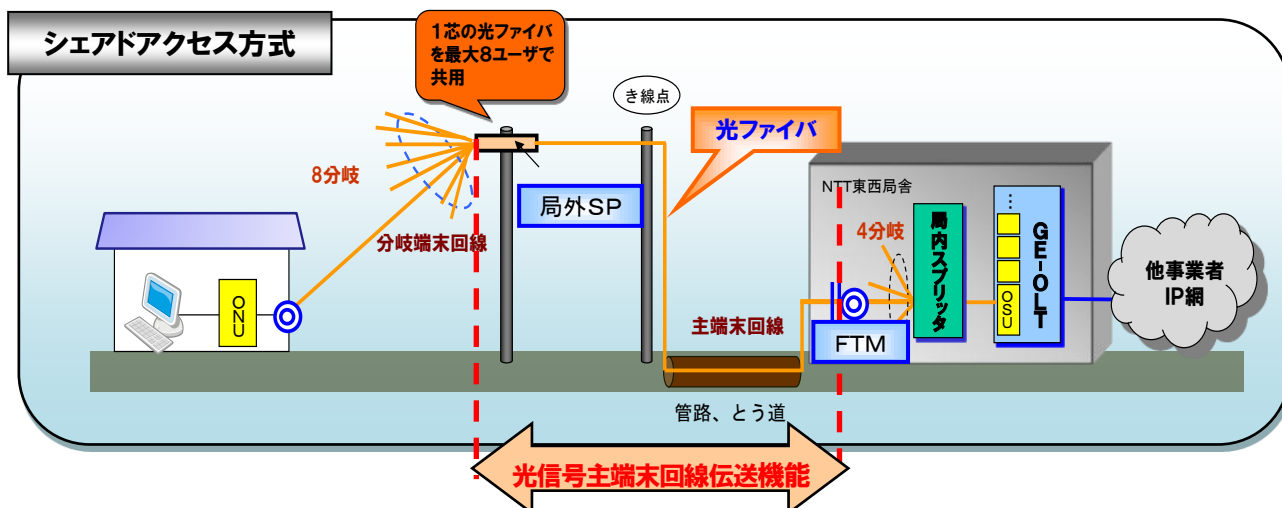 シェアドアクセス方式
1芯の光ファイバ
を最大8ユーザで
共用
き線点
光ファイバ
8分岐
局外SP
分岐端末回線
ONU
NTT東西局舎
4分岐
局内スプリッタ
…
OSU
GE-OLT
他事業者
IP網
主端末回線
FTM
管路、とう道
光信号主端末回線伝送機能